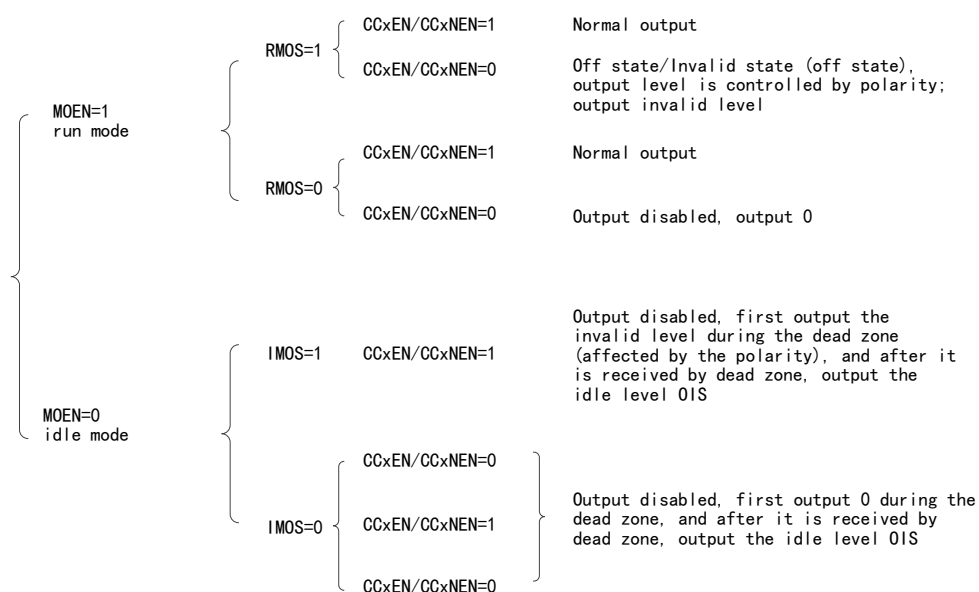 CCxEN/CCxNEN=1 Normal output
RMOS=1
CCxEN/CCxNEN=0 Off state/Invalid state (off state),
output level is controlled by polarity;
output invalid level
MOEN=1
run mode
CCxEN/CCxNEN=1 Normal output
RMOS=0
CCxEN/CCxNEN=0 Output disabled, output 0
Output disabled, first output the
invalid level during the dead zone
IMOS=1 CCxEN/CCxNEN=1 (affected by the polarity), and after it
is received by dead zone, output the
idle level OIS
MOEN=0
idle mode
CCxEN/CCxNEN=0
Output disabled, first output 0 during the
IMOS=0 CCxEN/CCxNEN=1 dead zone, and after it is received by
dead zone, output the idle level OIS
CCxEN/CCxNEN=0